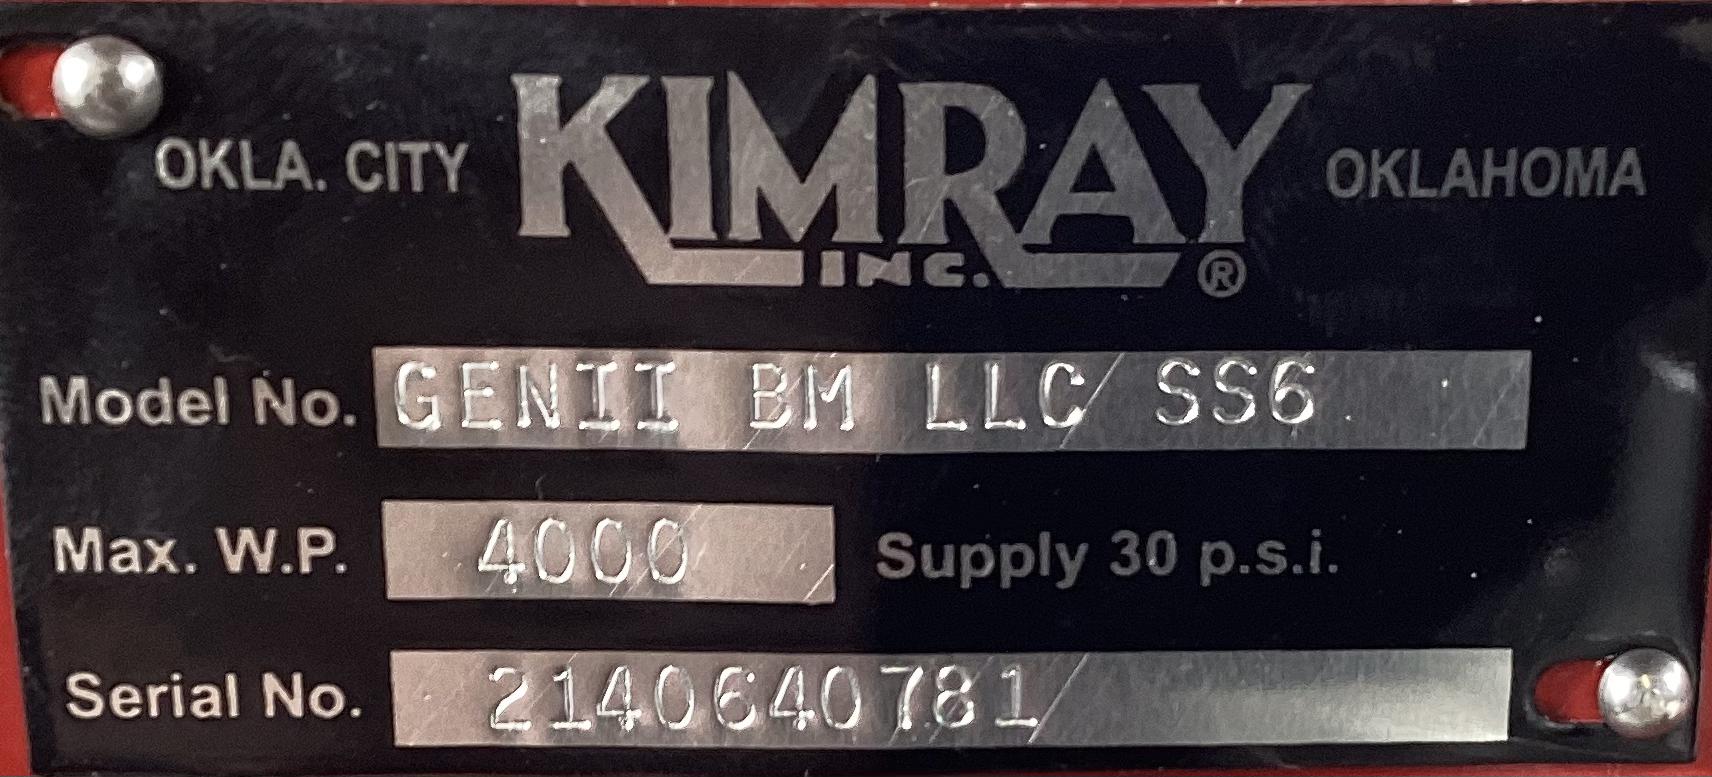 OKLA. CITY KIMRAY OKLAHOMA
INC. ®
Model No. GENII BM LLC SS6
Max. W.P. 4000 Supply 30 p.s.i.
Serial No. 2140640781